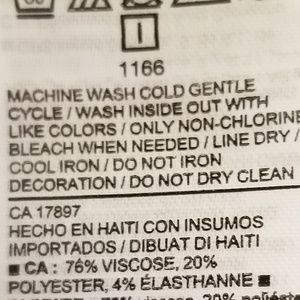 I
1166
MACHINE WASH COLD GENTLE
CYCLE / WASH INSIDE OUT WITH
LIKE COLORS / ONLY NON-CHLORINE
BLEACH WHEN NEEDED / LINE DRY /
COOL IRON / DO NOT IRON
DECORATION / DO NOT DRY CLEAN
CA 17897
HECHO EN HAITI CON INSUMOS
IMPORTADOS / DIBUAT DI HAITI
■ CA : 76% VISCOSE, 20%
POLYESTER, 4% ÉLASTHANNE ■